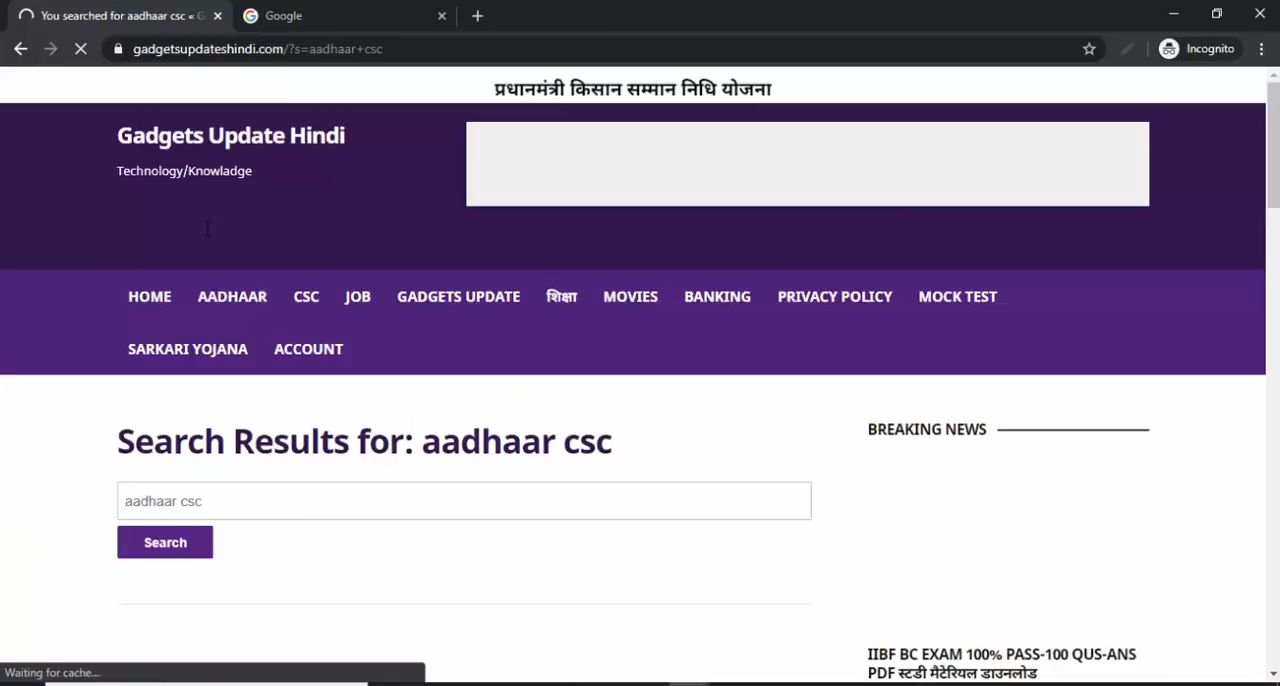 You searched for aadhaar csc « G
Google
gadgetsupdateshindi.com/?s=aadhaar+csc
Incognito
प्रधानमंत्री किसान सम्मान निधि योजना
Gadgets Update Hindi
Technology/Knowladge
HOME AADHAAR CSC JOB GADGETS UPDATE शिक्षा MOVIES BANKING PRIVACY POLICY MOCK TEST
SARKARI YOJANA ACCOUNT
Search Results for: aadhaar csc
BREAKING NEWS
aadhaar csc
Search
IIBF BC EXAM 100% PASS-100 QUS-ANS
PDF स्टडी मैटेरियल डाउनलोड
Waiting for cache...